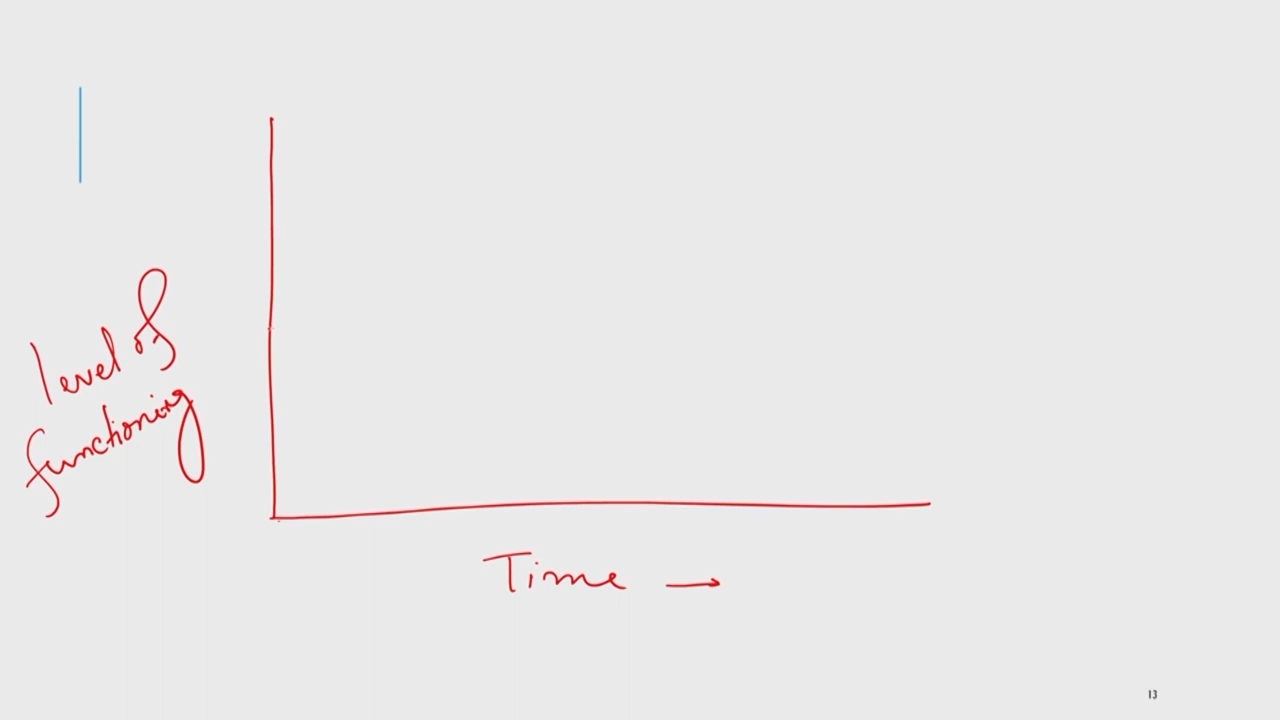 level of
functioning
Time →
13